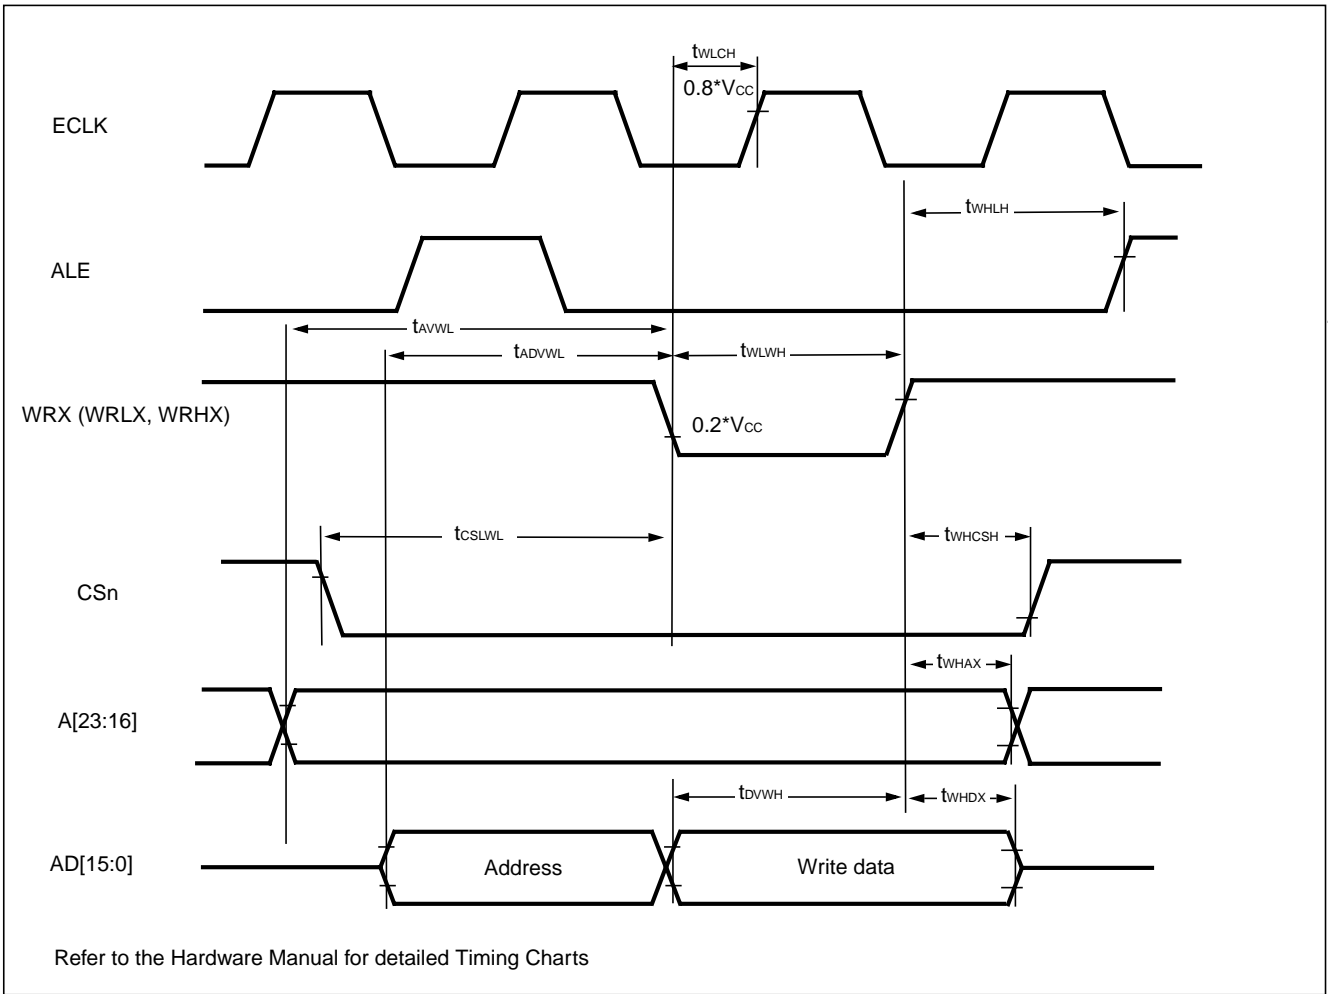 tWLCH
0.8*VCC
ECLK
tWHLH
ALE
tAVWL
tADVWL
tWLWH
WRX (WRLX, WRHX)
0.2*VCC
tCSLWL
tWHCSH
CSn
tWHAX
A[23:16]
tDVWH
tWHDX
AD[15:0]
Address
Write data
Refer to the Hardware Manual for detailed Timing Charts